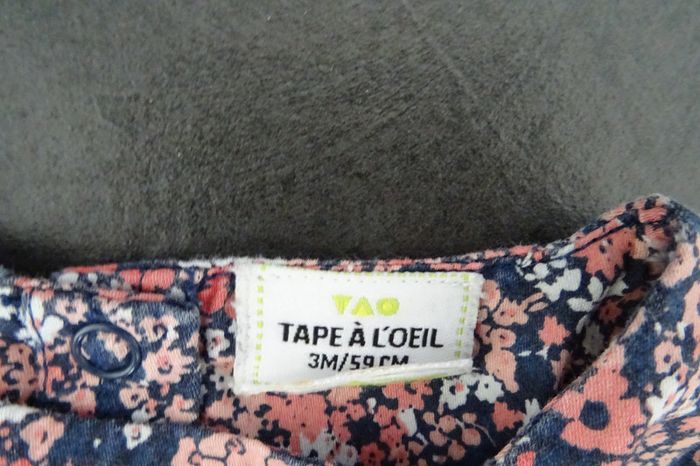 TAO
TAPE À L'OEIL
3M/59 CM